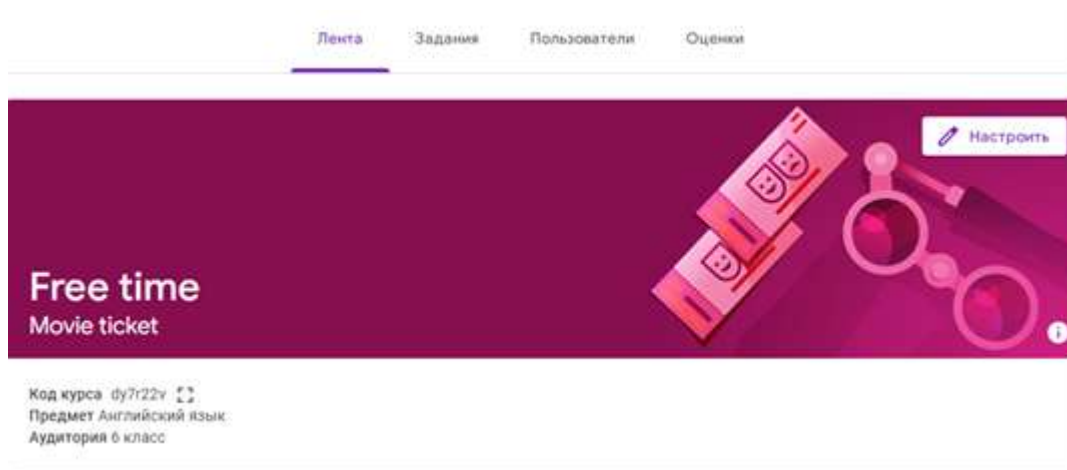 Лента Задания Пользователи Оценки
Настроить
Free time
Movie ticket
Код курса dy7r22v
Предмет Английский язык
Аудитория 6 класс